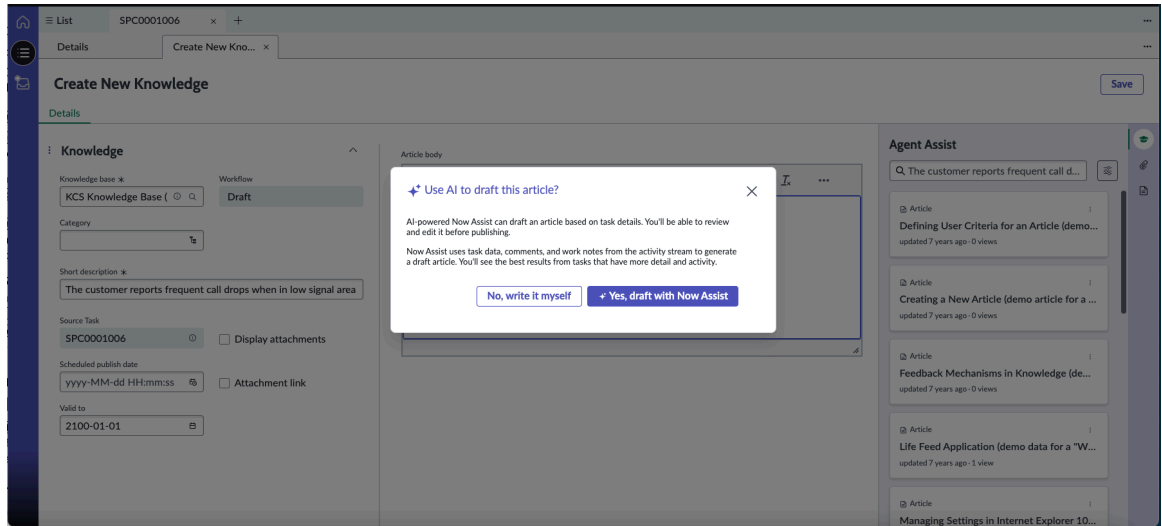 List
SPC0001006
Details
Create New Kno...
Create New Knowledge
Save
Details
Knowledge
Knowledge base
Workflow
KCS Knowledge Base (
Draft
Category
Short description
The customer reports frequent call drops when in low signal area
Source Task
SPC0001006
Display attachments
Scheduled publish date
yyyy-MM-dd HH:mm:ss
Attachment link
Valid to
2100-01-01
Article body
Use AI to draft this article?
AI-powered Now Assist can draft an article based on task details. You'll be able to review
and edit it before publishing.
Now Assist uses task data, comments, and work notes from the activity stream to generate
a draft article. You'll see the best results from tasks that have more detail and activity.
No, write it myself
Yes, draft with Now Assist
Agent Assist
The customer reports frequent call d...
Article
Defining User Criteria for an Article (demo...
updated 7 years ago · 0 views
Article
Creating a New Article (demo article for a ...
updated 7 years ago · 0 views
Article
Feedback Mechanisms in Knowledge (de...
updated 7 years ago · 0 views
Article
Life Feed Application (demo data for a "W...
updated 7 years ago · 1 view
Article
Managing Settings in Internet Explorer 10...